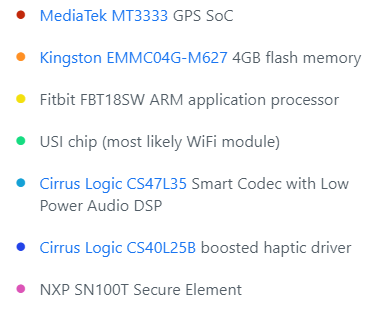 MediaTek MT3333 GPS SoC
Kingston EMMC04G-M627 4GB flash memory
Fitbit FBT18SW ARM application processor
USI chip (most likely WiFi module)
Cirrus Logic CS47L35 Smart Codec with Low
Power Audio DSP
Cirrus Logic CS40L25B boosted haptic driver
NXP SN100T Secure Element